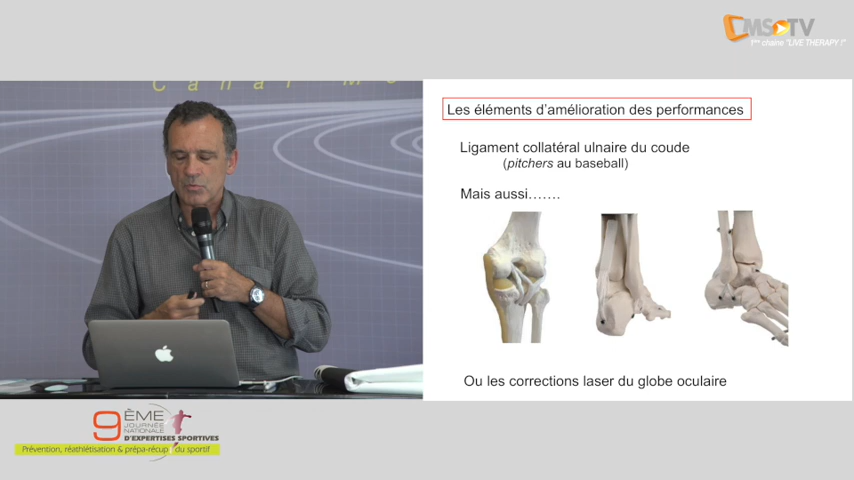 CMS TV
1ère chaîne "LIVE THERAPY !"
Canal M
Les éléments d'amélioration des performances
Ligament collatéral ulnaire du coude
(pitchers au baseball)
Mais aussi…….
Ou les corrections laser du globe oculaire
9ÈME
JOURNÉE
NATIONALE
D'EXPERTISES SPORTIVES
Prévention, réathlétisation & prépa-récup du sportif